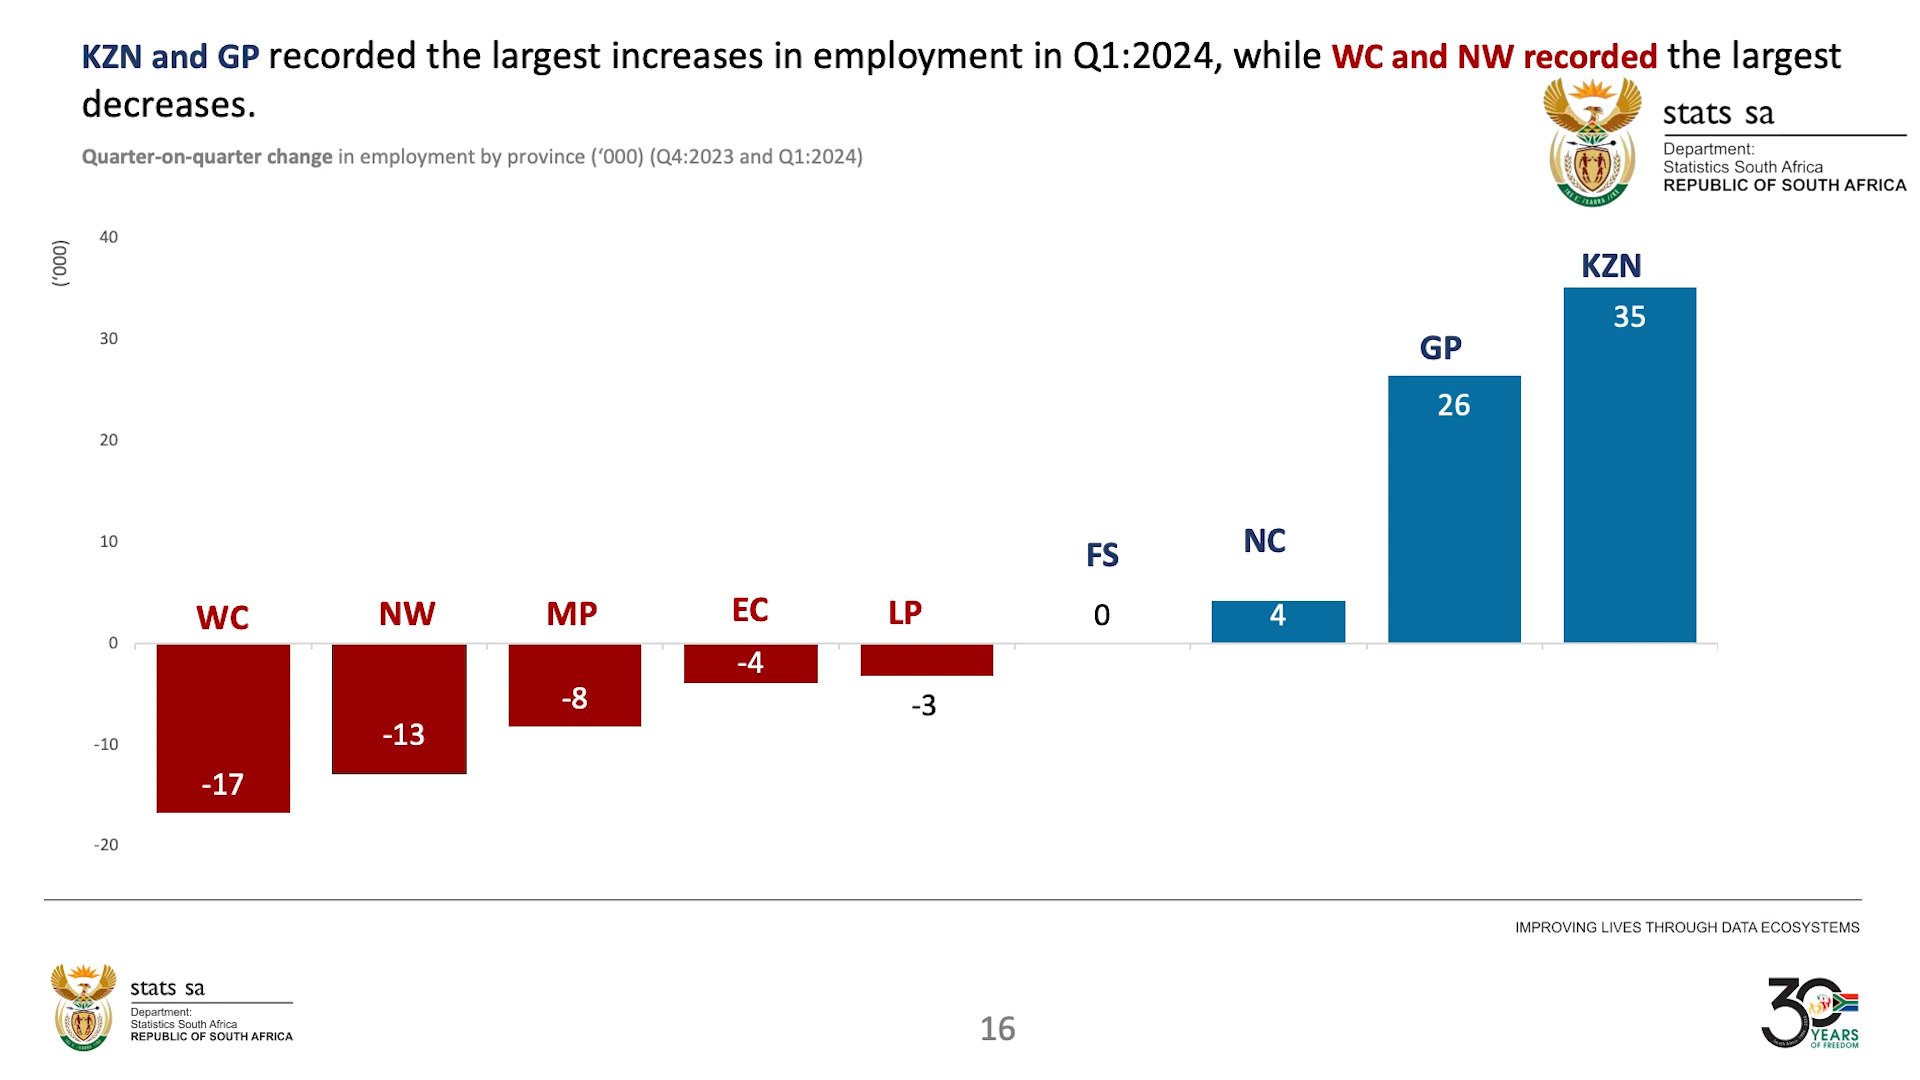 KZN and GP recorded the largest increases in employment in Q1:2024, while WC and NW recorded the largest
decreases.
stats sa
Department:
Statistics South Africa
REPUBLIC OF SOUTH AFRICA
Quarter-on-quarter change in employment by province (‘000) (Q4:2023 and Q1:2024)
(‘000)
40
30
20
10
0
-10
-20
WC
-17
NW
-13
MP
-8
EC
-4
LP
-3
FS
0
NC
4
GP
26
KZN
35
IMPROVING LIVES THROUGH DATA ECOSYSTEMS
stats sa
Department:
Statistics South Africa
REPUBLIC OF SOUTH AFRICA
16
30
YEARS
OF FREEDOM